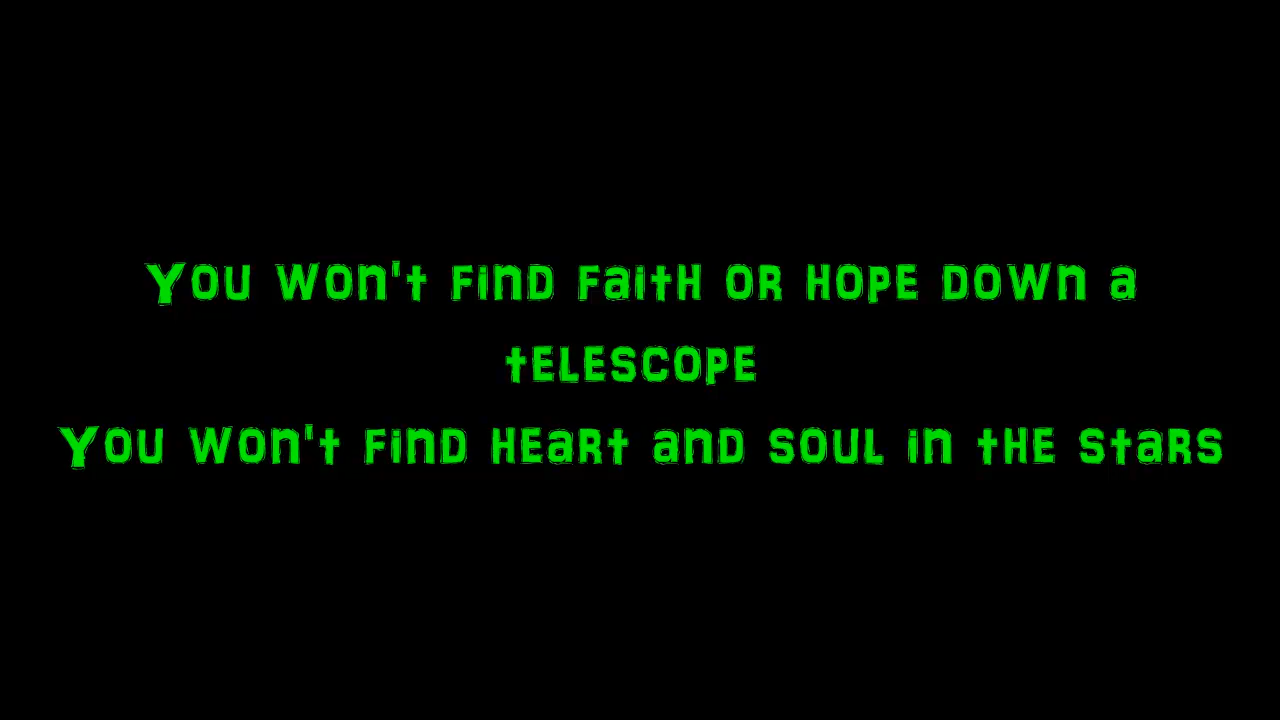 You won't find faith or hope down a
telescope
You won't find heart and soul in the stars